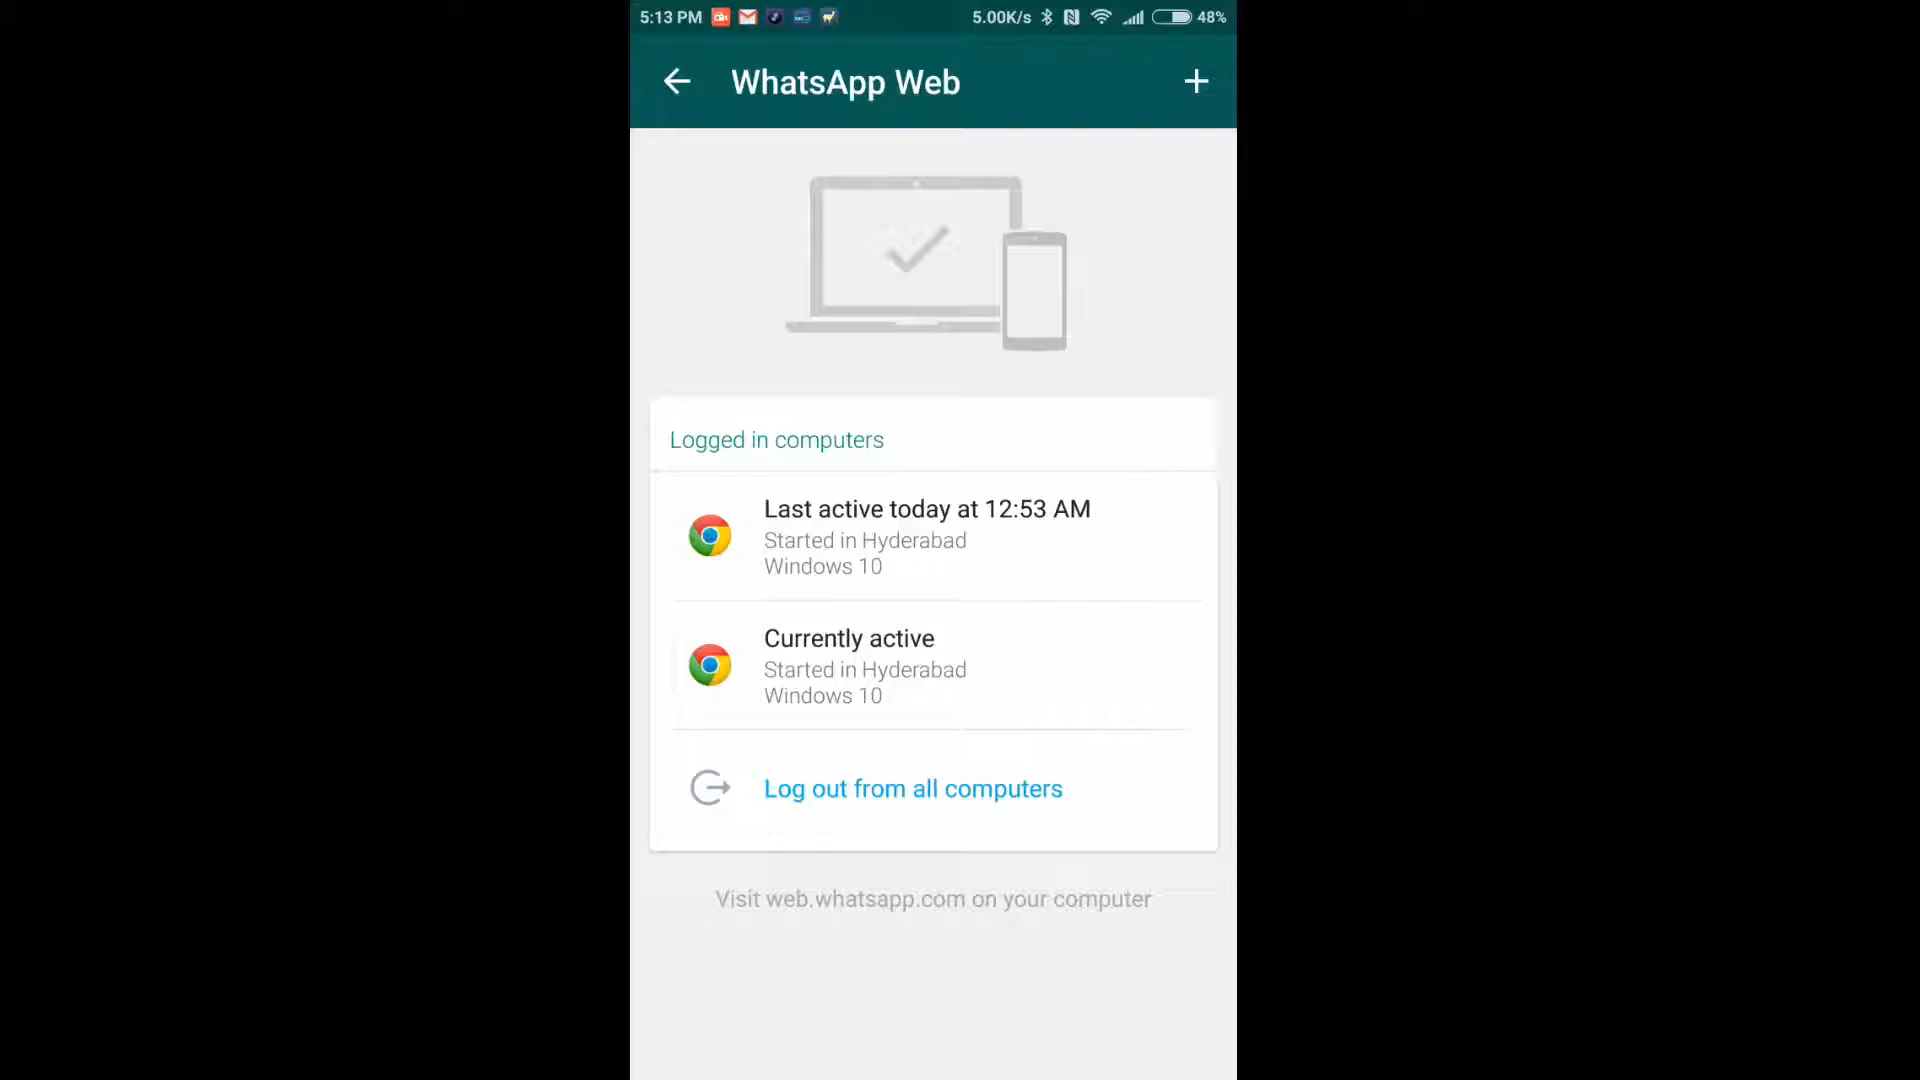 5:13 PM 5.00K/s 48%
WhatsApp Web
Logged in computers
Last active today at 12:53 AM
Started in Hyderabad
Windows 10
Currently active
Started in Hyderabad
Windows 10
Log out from all computers
Visit web.whatsapp.com on your computer